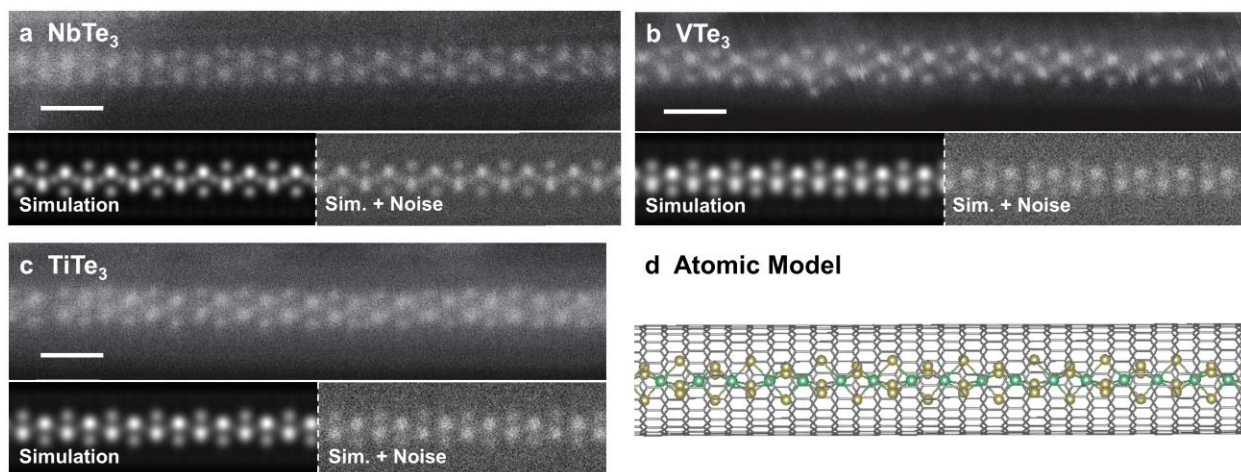 a NbTe₃
Simulation
Sim. + Noise
b VTe₃
Simulation
Sim. + Noise
c TiTe₃
Simulation
Sim. + Noise
d Atomic Model